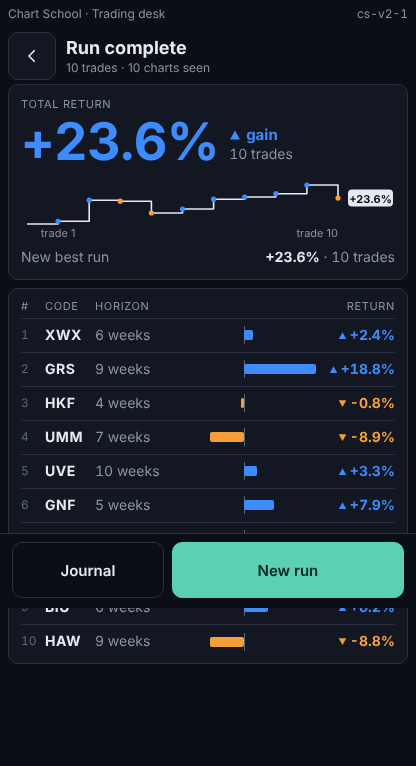 Chart School · Trading desk
cs-v2-1
Run complete
10 trades · 10 charts seen
TOTAL RETURN
+23.6%
▲ gain
10 trades
+23.6%
trade 1
trade 10
New best run
+23.6% · 10 trades
# CODE HORIZON RETURN
1 XWX 6 weeks ▲+2.4%
2 GRS 9 weeks ▲+18.8%
3 HKF 4 weeks ▼-0.8%
4 UMM 7 weeks ▼-8.9%
5 UVE 10 weeks ▲+3.3%
6 GNF 5 weeks ▲+7.9%
Journal
New run
10 HAW 9 weeks ▼-8.8%